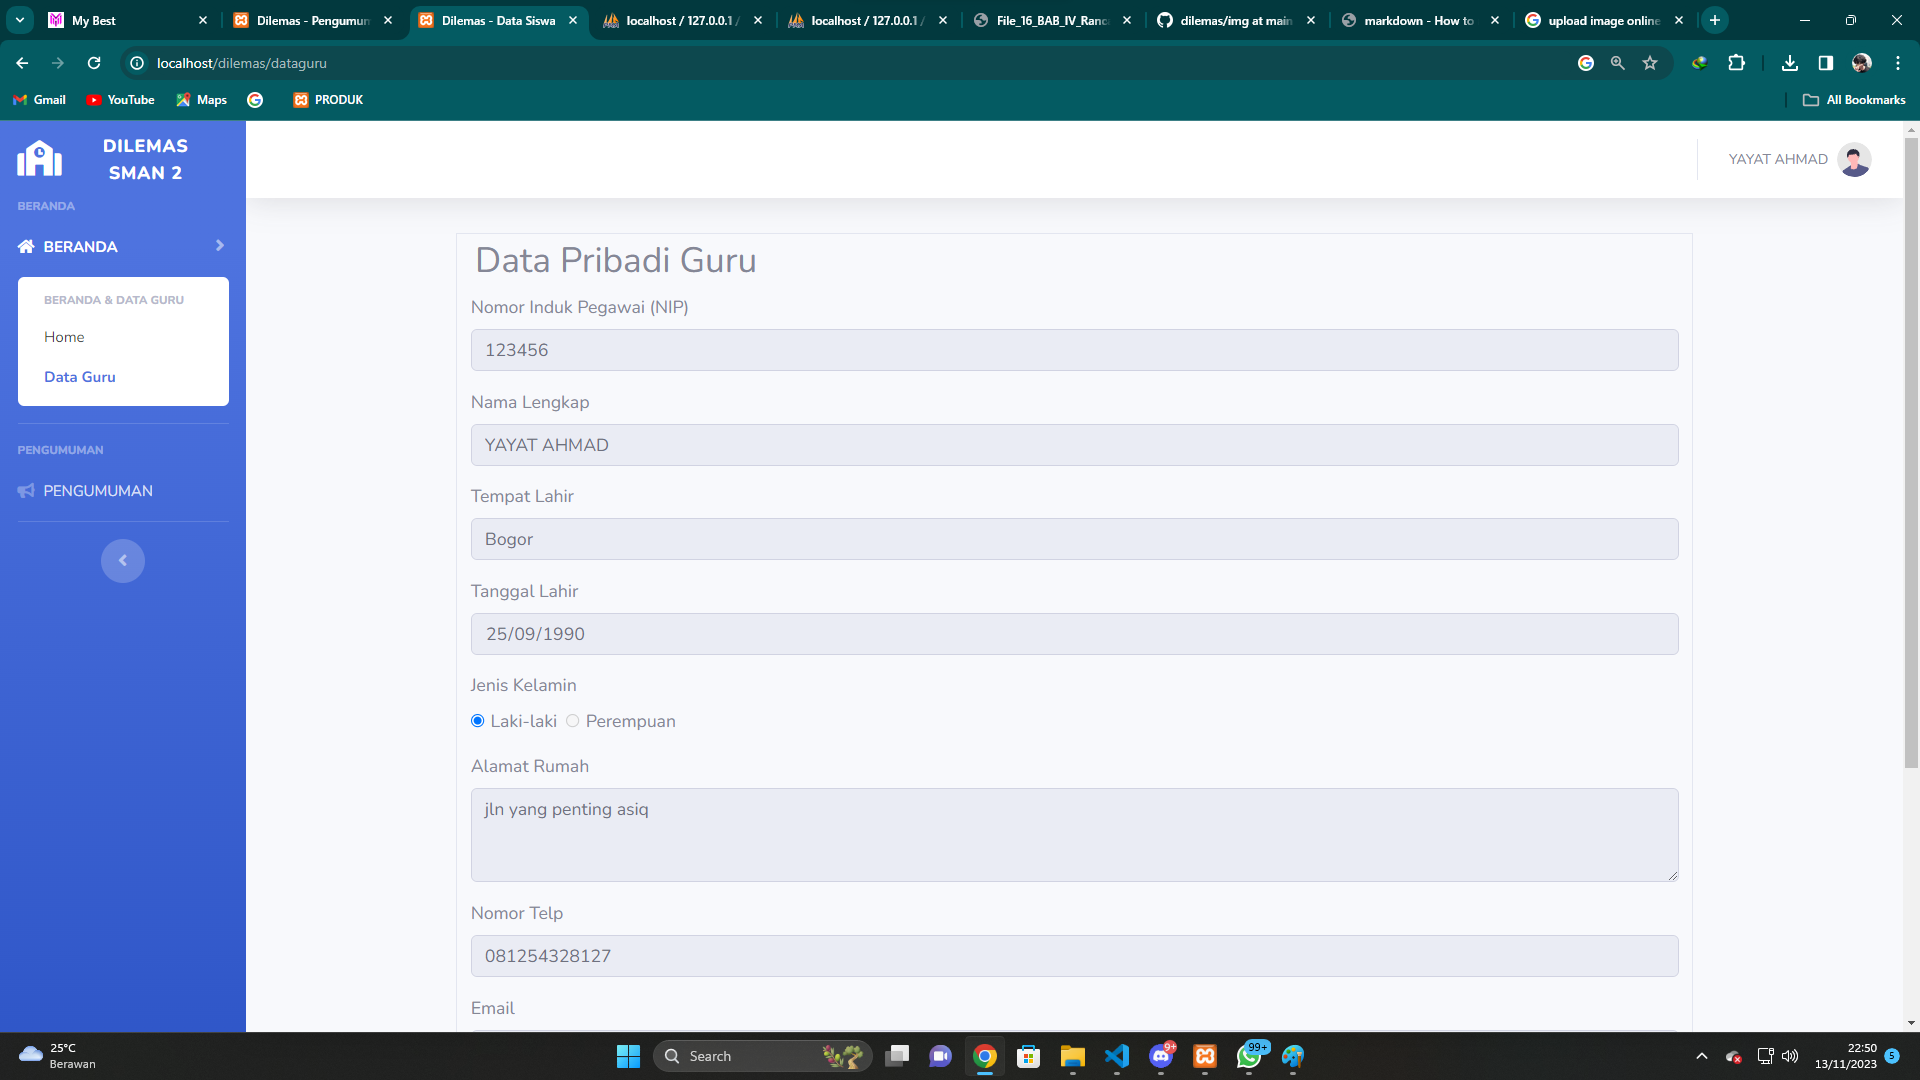 My Best
Dilemas - Pengumum
Dilemas - Data Siswa
localhost / 127.0.0.1 /
localhost / 127.0.0.1 /
File_16_BAB_IV_Ranca
dilemas/img at main
markdown - How to
upload image online
localhost/dilemas/dataguru
Gmail
YouTube
Maps
PRODUK
All Bookmarks
DILEMAS
SMAN 2
YAYAT AHMAD
BERANDA
BERANDA
BERANDA & DATA GURU
Home
Data Guru
PENGUMUMAN
PENGUMUMAN
Data Pribadi Guru
Nomor Induk Pegawai (NIP)
123456
Nama Lengkap
YAYAT AHMAD
Tempat Lahir
Bogor
Tanggal Lahir
25/09/1990
Jenis Kelamin
Laki-laki Perempuan
Alamat Rumah
jln yang penting asiq
Nomor Telp
081254328127
Email
25°C
Berawan
Search
9+
99+
22:50
13/11/2023
5